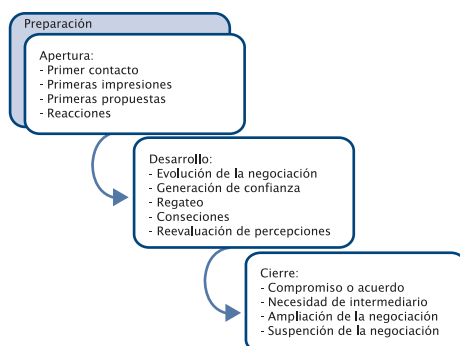 Preparación
Apertura:
- Primer contacto
- Primeras impresiones
- Primeras propuestas
- Reacciones
Desarrollo:
- Evolución de la negociación
- Generación de confianza
- Regateo
- Conseciones
- Reevaluación de percepciones
Cierre:
- Compromiso o acuerdo
- Necesidad de intermediario
- Ampliación de la negociación
- Suspención de la negociación